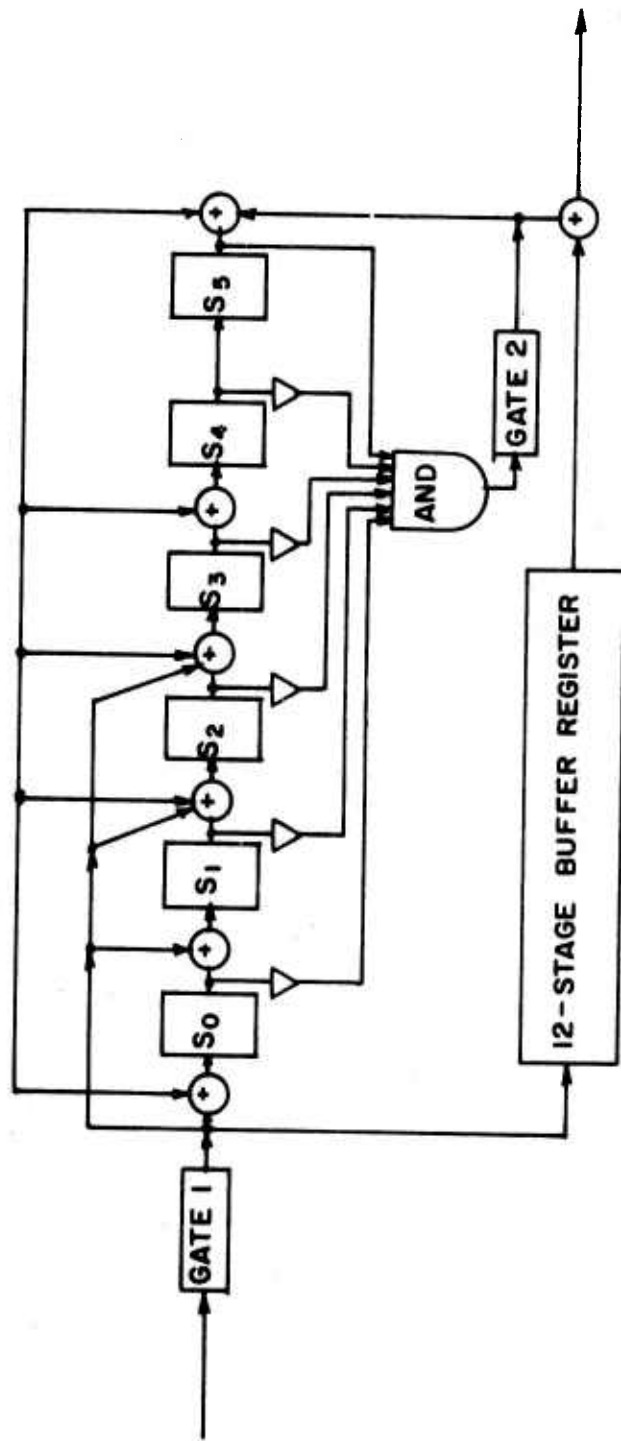 GATE 1
+
S0
+
S1
+
S2
+
S3
+
S4
S5
+
AND
GATE 2
12-STAGE BUFFER REGISTER
+